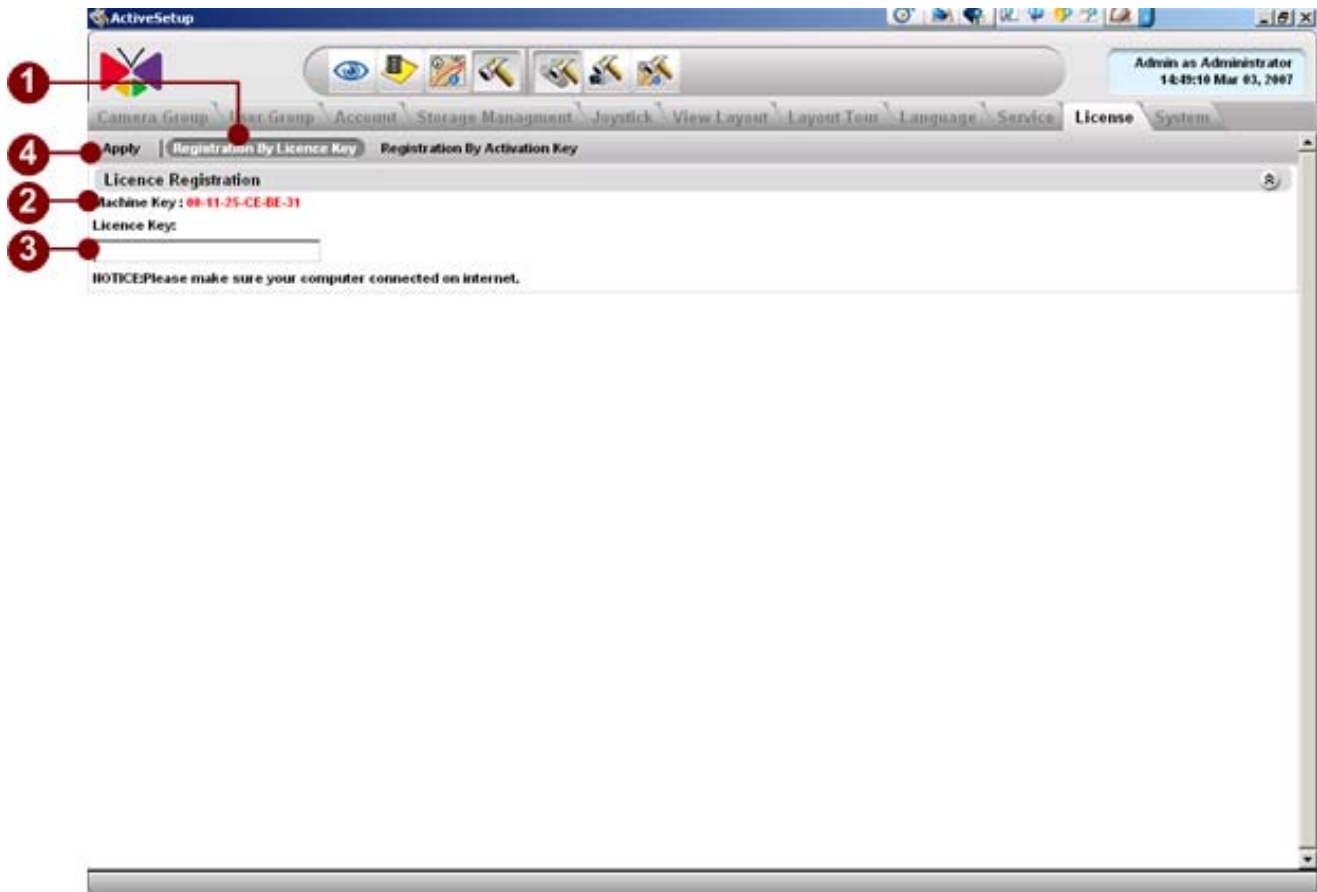 ActiveSetup
Admin as Administrator
14:49:10 Mar 03, 2007
1
Camera Group User Group Account Storage Managment Joystick View Layout Layout Tour Language Service License System
4 Apply Registration By Licence Key Registration By Activation Key
Licence Registration
2 Machine Key : 00-11-25-CE-BE-31
Licence Key:
3
NOTICE:Please make sure your computer connected on internet.